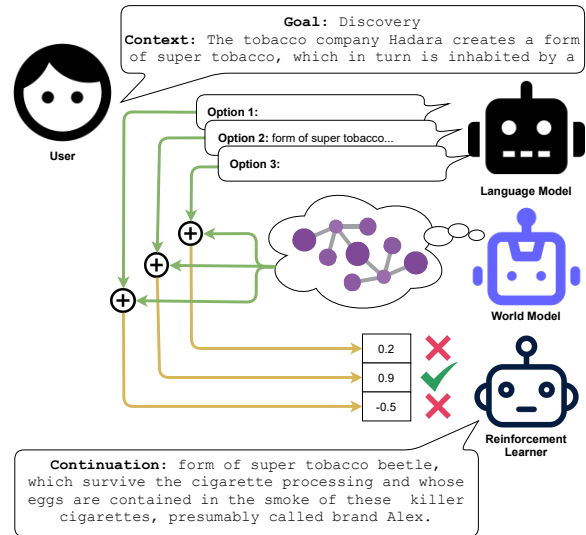 Goal: Discovery
Context: The tobacco company Hadara creates a form
of super tobacco, which in turn is inhabited by a
User
Option 1:
Option 2: form of super tobacco...
Option 3:
Language Model
World Model
0.2
0.9
-0.5
Reinforcement
Learner
Continuation: form of super tobacco beetle,
which survive the cigarette processing and whose
eggs are contained in the smoke of these killer
cigarettes, presumably called brand Alex.